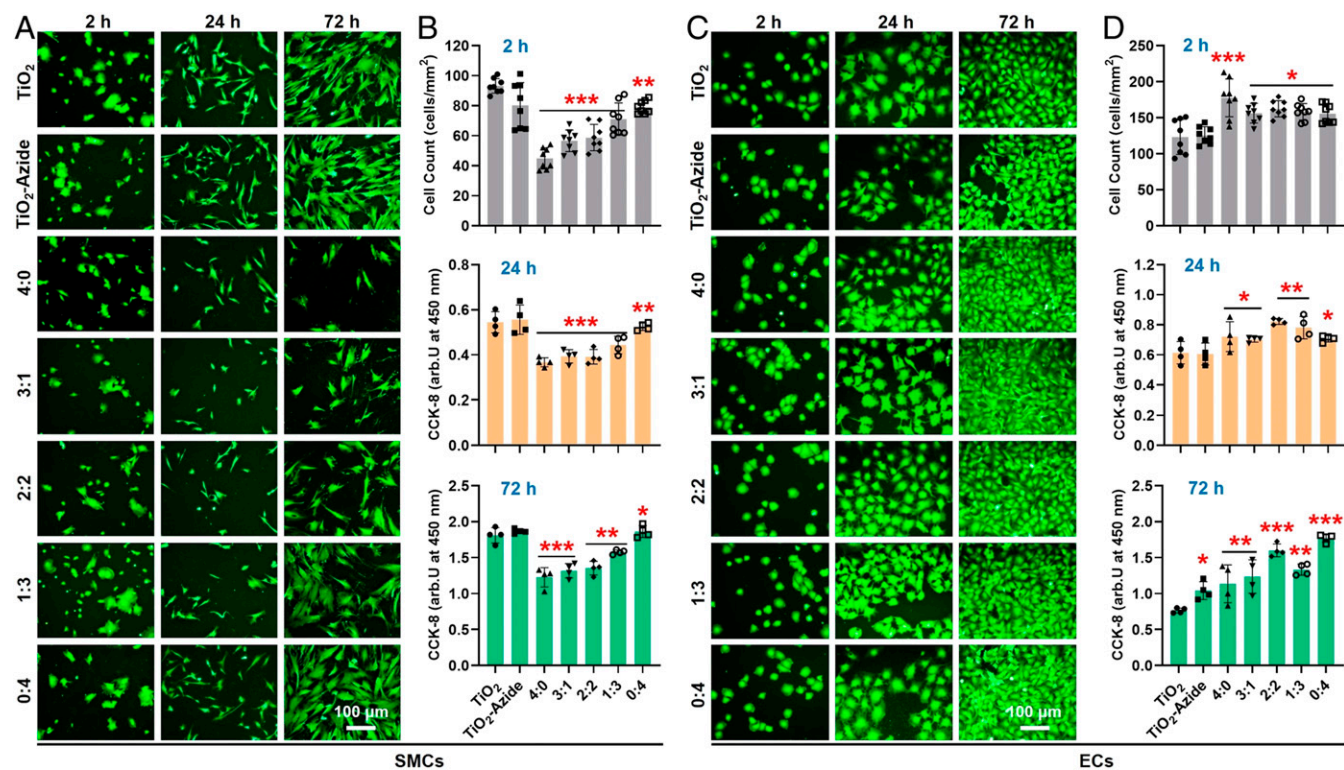 A
2 h
24 h
72 h
TiO2
TiO2-Azide
4:0
3:1
2:2
1:3
0:4
100 μm
B
2 h
Cell Count (cells/mm2)
120
100
80
60
40
20
0
***
**
24 h
CCK-8 (arb.U at 450 nm)
0.8
0.6
0.4
0.2
0.0
***
**
72 h
CCK-8 (arb.U at 450 nm)
2.5
2.0
1.5
1.0
0.5
0.0
***
**
*
TiO2
TiO2-Azide
4:0
3:1
2:2
1:3
0:4
SMCs
C
2 h
24 h
72 h
TiO2
TiO2-Azide
4:0
3:1
2:2
1:3
0:4
100 μm
D
2 h
Cell Count (cells/mm2)
250
200
150
100
50
0
***
*
24 h
CCK-8 (arb.U at 450 nm)
1.2
1.0
0.8
0.6
0.4
0.2
0.0
*
**
*
72 h
CCK-8 (arb.U at 450 nm)
2.5
2.0
1.5
1.0
0.5
0.0
*
**
***
**
***
TiO2
TiO2-Azide
4:0
3:1
2:2
1:3
0:4
ECs